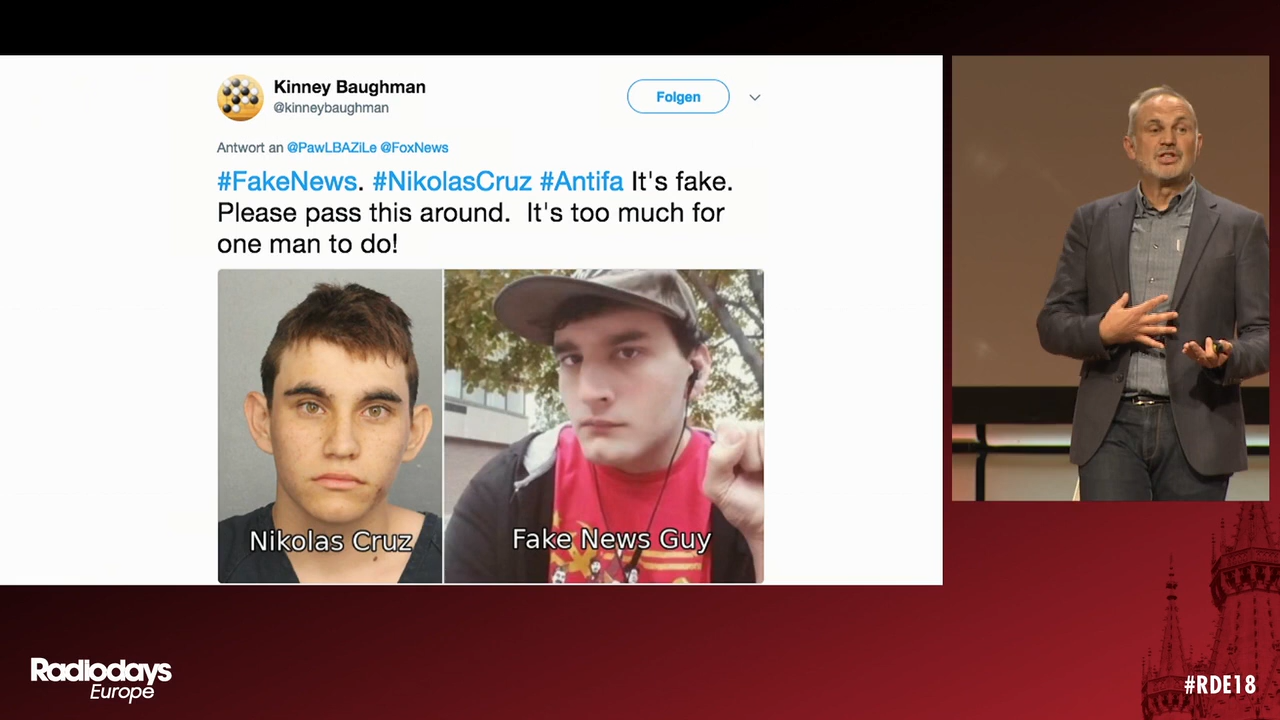 Kinney Baughman
@kinneybaughman
Folgen
Antwort an @PawLBAZiLe @FoxNews
#FakeNews. #NikolasCruz #Antifa It's fake.
Please pass this around. It's too much for
one man to do!
Nikolas Cruz
Fake News Guy
Radiodays
Europe
#RDE18